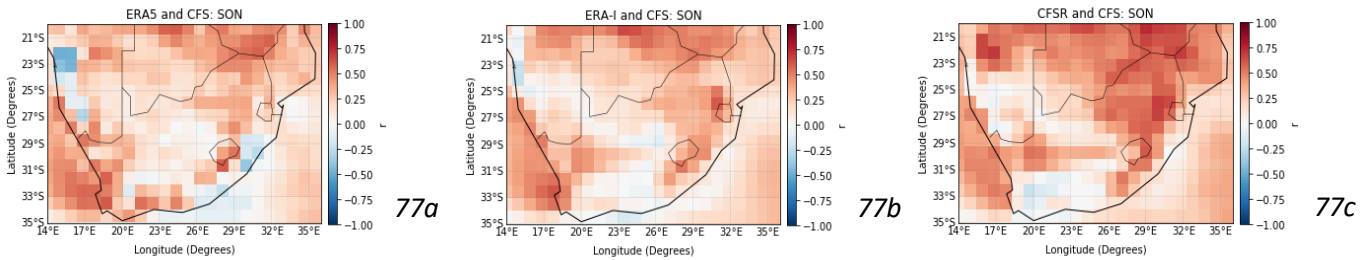 ERA5 and CFS: SON
21°S
23°S
25°S
27°S
29°S
31°S
33°S
35°S
14°E 17°E 20°E 23°E 26°E 29°E 32°E 35°E
Latitude (Degrees)
Longitude (Degrees)
1.00
0.75
0.50
0.25
0.00
−0.25
−0.50
−0.75
−1.00
r
77a
ERA-I and CFS: SON
21°S
23°S
25°S
27°S
29°S
31°S
33°S
35°S
14°E 17°E 20°E 23°E 26°E 29°E 32°E 35°E
Latitude (Degrees)
Longitude (Degrees)
1.00
0.75
0.50
0.25
0.00
−0.25
−0.50
−0.75
−1.00
r
77b
CFSR and CFS: SON
21°S
23°S
25°S
27°S
29°S
31°S
33°S
35°S
14°E 17°E 20°E 23°E 26°E 29°E 32°E 35°E
Latitude (Degrees)
Longitude (Degrees)
1.00
0.75
0.50
0.25
0.00
−0.25
−0.50
−0.75
−1.00
r
77c